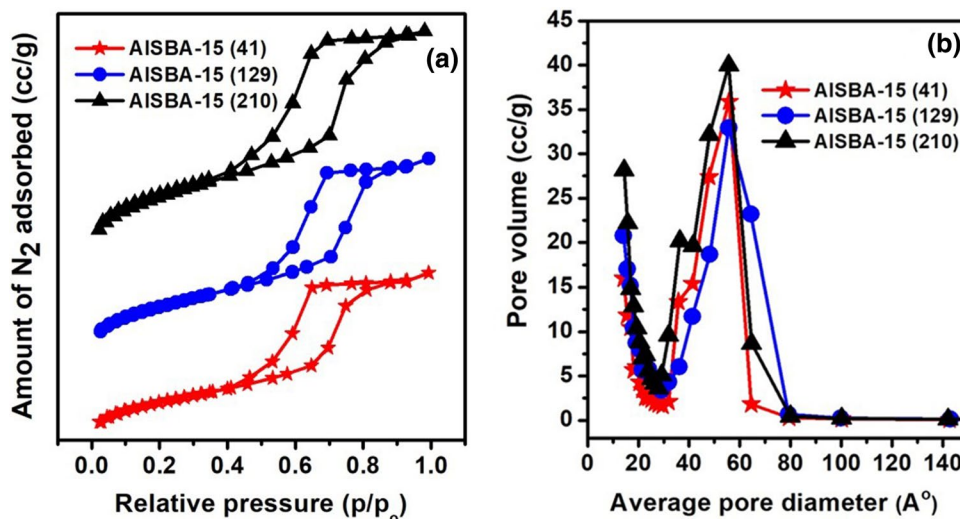 (a)
AlSBA-15 (41)
AlSBA-15 (129)
AlSBA-15 (210)
Amount of N2 adsorbed (cc/g)
0.0 0.2 0.4 0.6 0.8 1.0
Relative pressure (p/po)
(b)
AlSBA-15 (41)
AlSBA-15 (129)
AlSBA-15 (210)
Pore volume (cc/g)
45
40
35
30
25
20
15
10
5
0
0 20 40 60 80 100 120 140
Average pore diameter (A°)